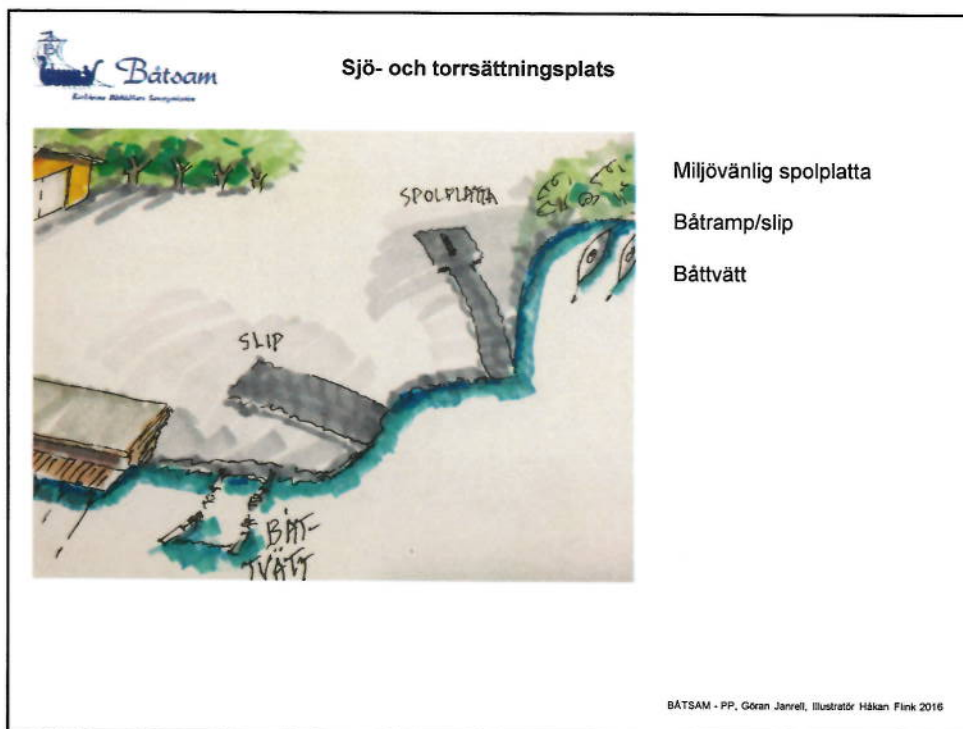 Båtsam
Sjö- och torrsättningsplats
SPOLPLATTA
SLIP
BÅT-
TVÄTT
Miljövänlig spolplatta
Båtramp/slip
Båttvätt
BÅTSAM - PP, Göran Janrell, Illustratör Håkan Flink 2016